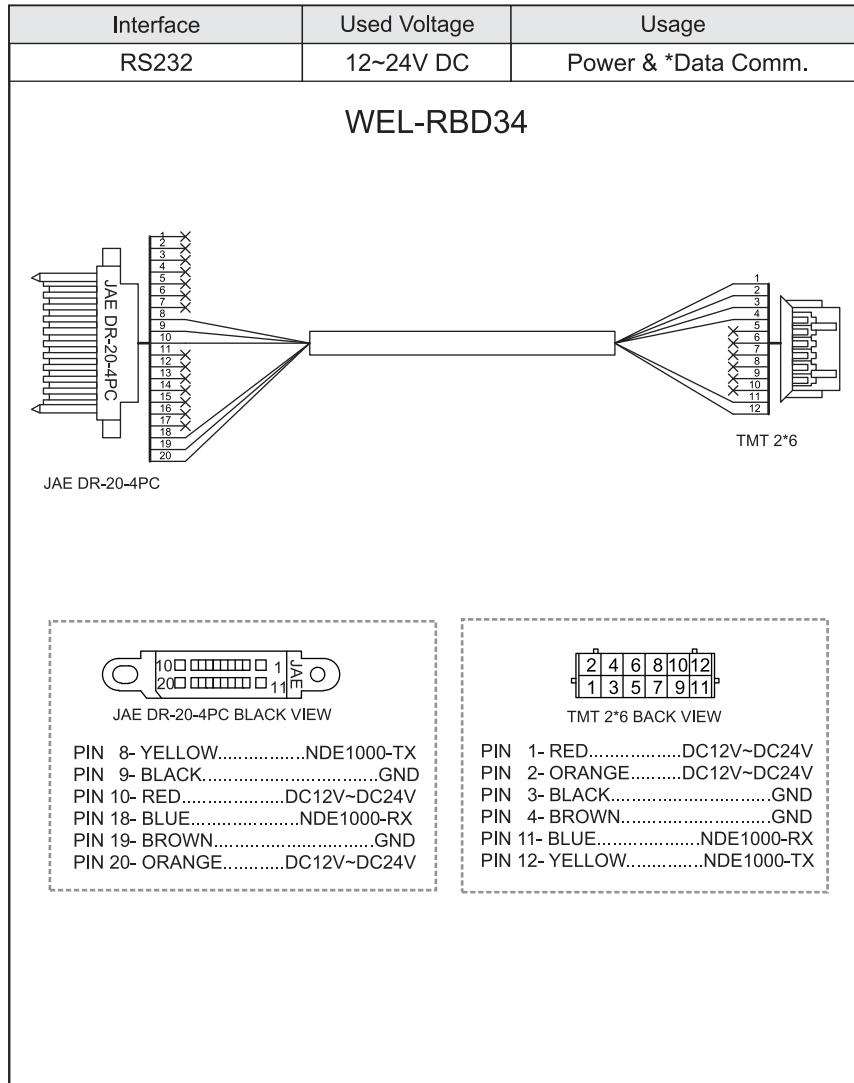 Interface Used Voltage Usage
RS232 12~24V DC Power & *Data Comm.
WEL-RBD34
JAE DR-20-4PC
1
2
3
4
5
6
7
8
9
10
11
12
13
14
15
16
17
18
19
20
JAE DR-20-4PC
1
2
3
4
5
6
7
8
9
10
11
12
TMT 2*6
10 1
20 11
JAE
JAE DR-20-4PC BLACK VIEW
PIN 8- YELLOW..............NDE1000-TX
PIN 9- BLACK...........................GND
PIN 10- RED................DC12V~DC24V
PIN 18- BLUE....................NDE1000-RX
PIN 19- BROWN........................GND
PIN 20- ORANGE...........DC12V~DC24V
2 4 6 8 10 12
1 3 5 7 9 11
TMT 2*6 BACK VIEW
PIN 1- RED................DC12V~DC24V
PIN 2- ORANGE.........DC12V~DC24V
PIN 3- BLACK...........................GND
PIN 4- BROWN.........................GND
PIN 11- BLUE..................NDE1000-RX
PIN 12- YELLOW.............NDE1000-TX